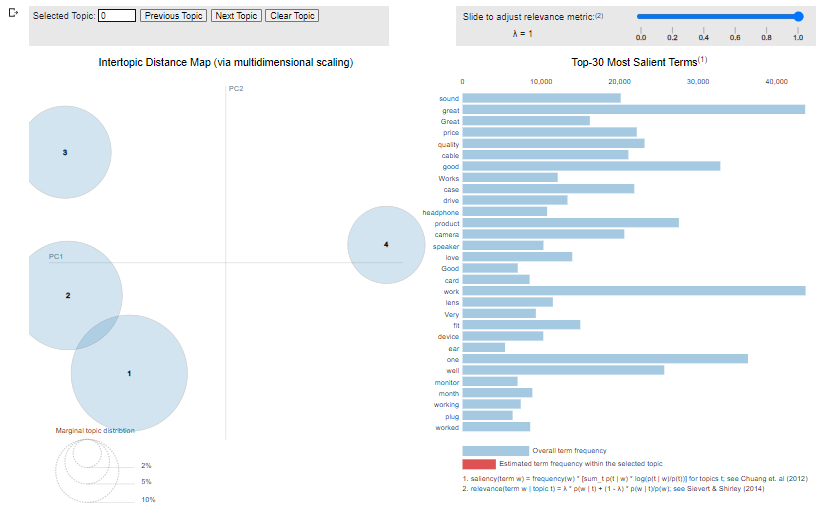 Selected Topic: 0 Previous Topic Next Topic Clear Topic
Slide to adjust relevance metric:(2)
λ = 1
0.0 0.2 0.4 0.6 0.8 1.0
Intertopic Distance Map (via multidimensional scaling)
PC2
PC1
3
4
2
1
Marginal topic distribtion
2%
5%
10%
Top-30 Most Salient Terms(1)
0 10,000 20,000 30,000 40,000
sound
great
Great
price
quality
cable
good
Works
case
drive
headphone
product
camera
speaker
love
Good
card
work
lens
Very
fit
device
ear
one
well
monitor
month
working
plug
worked
Overall term frequency
Estimated term frequency within the selected topic
1. saliency(term w) = frequency(w) * [sum_t p(t | w) * log(p(t | w)/p(t))] for topics t; see Chuang et. al (2012)
2. relevance(term w | topic t) = λ * p(w | t) + (1 - λ) * p(w | t)/p(w); see Sievert & Shirley (2014)